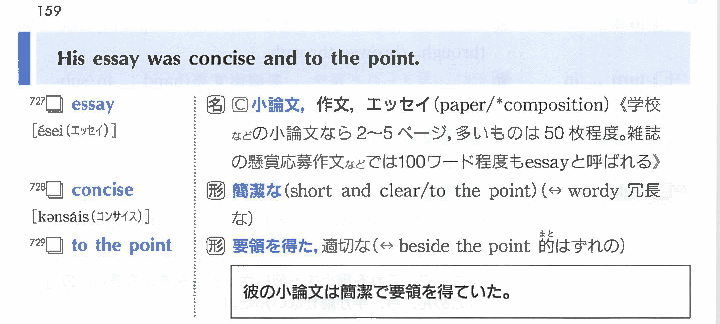 159
His essay was concise and to the point.
727 essay
[ései(エッセイ)]
名 C 小論文, 作文, エッセイ(paper/*composition)《学校
などの小論文なら2〜5ページ, 多いものは50枚程度。雑誌
の懸賞応募作文などでは100ワード程度もessayと呼ばれる》
728 concise
[kənsáis(コンサイス)]
形 簡潔な(short and clear/to the point)(↔ wordy 冗長
な)
729 to the point
形 要領を得た, 適切な(↔ beside the point 的はずれの)
まと
彼の小論文は簡潔で要領を得ていた。